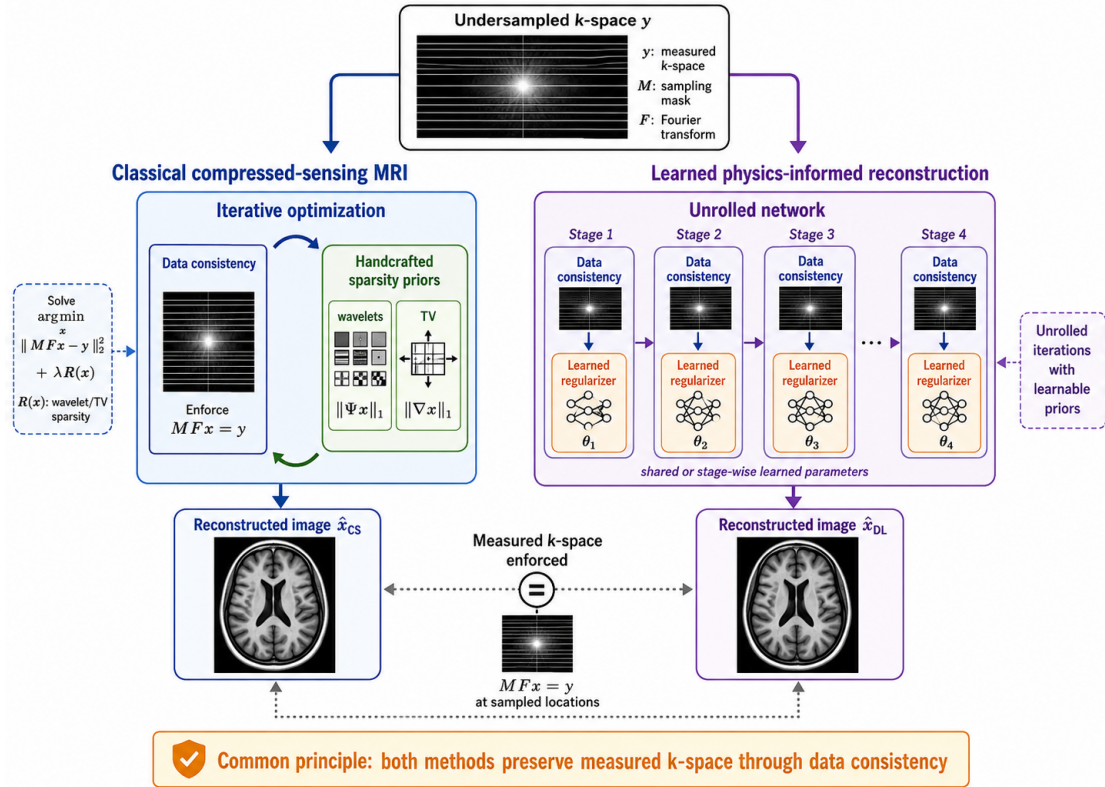 Undersampled k-space y
y: measured
k-space
M: sampling
mask
F: Fourier
transform
Classical compressed-sensing MRI
Learned physics-informed reconstruction
Iterative optimization
Data consistency
Enforce
MFx = y
Handcrafted
sparsity priors
wavelets
‖Ψx‖₁
TV
‖∇x‖₁
Solve
arg min
x
‖MFx − y‖₂²
+ λR(x)
R(x): wavelet/TV
sparsity
Unrolled network
Stage 1
Data
consistency
Learned
regularizer
θ₁
Stage 2
Data
consistency
Learned
regularizer
θ₂
Stage 3
Data
consistency
Learned
regularizer
θ₃
...
Stage 4
Data
consistency
Learned
regularizer
θ₄
shared or stage-wise learned parameters
Unrolled
iterations
with
learnable
priors
Reconstructed image x̂CS
Measured k-space
enforced
=
MFx = y
at sampled locations
Reconstructed image x̂DL
Common principle: both methods preserve measured k-space through data consistency